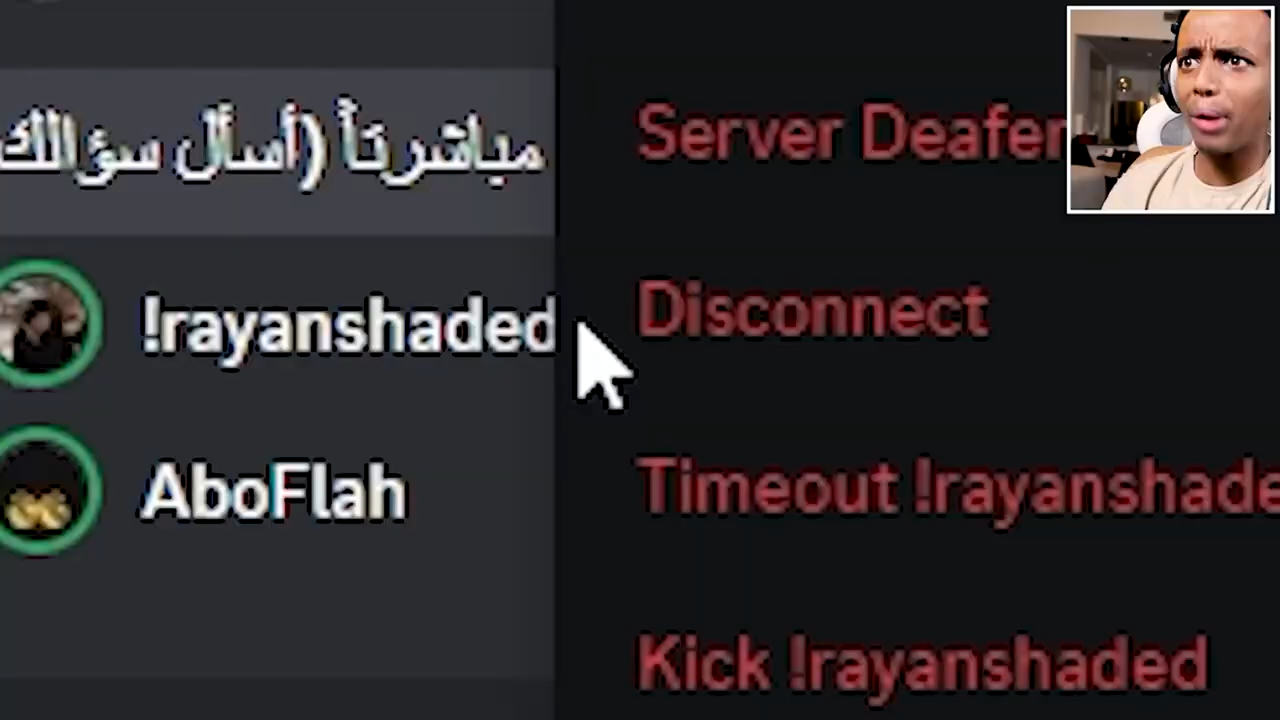 مباشرتاً (أسأل سؤالك
!rayanshaded
AboFlah
Server Deafen
Disconnect
Timeout !rayanshade
Kick !rayanshaded